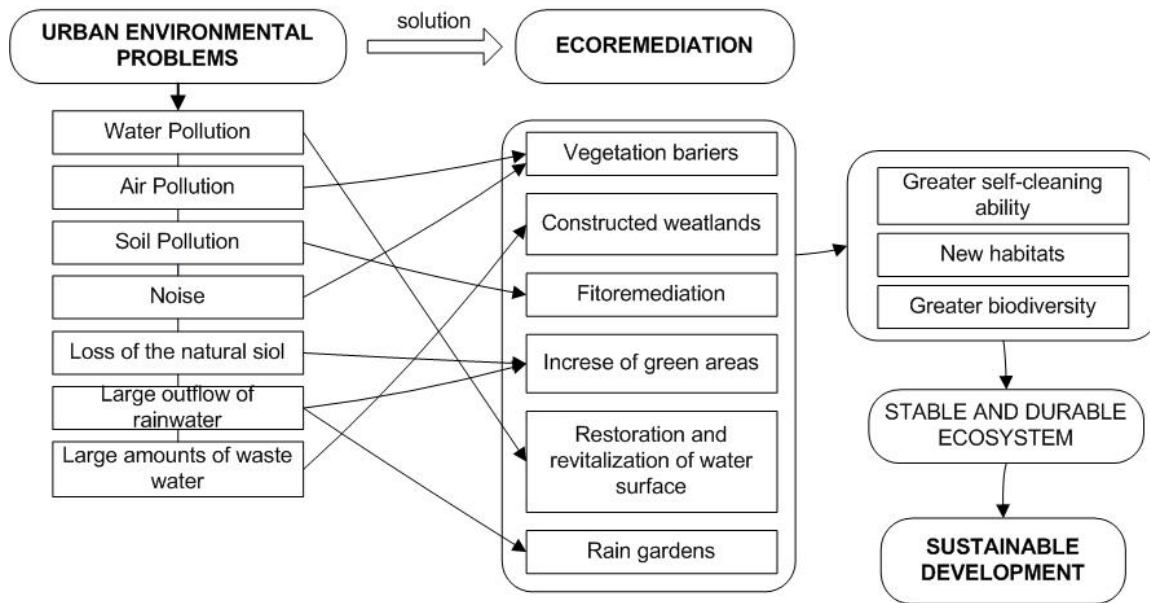 URBAN ENVIRONMENTAL
PROBLEMS
solution
ECOREMEDIATION
Water Pollution
Air Pollution
Soil Pollution
Noise
Loss of the natural siol
Large outflow of
rainwater
Large amounts of waste
water
Vegetation bariers
Constructed weatlands
Fitoremediation
Increse of green areas
Restoration and
revitalization of water
surface
Rain gardens
Greater self-cleaning
ability
New habitats
Greater biodiversity
STABLE AND DURABLE
ECOSYSTEM
SUSTAINABLE
DEVELOPMENT